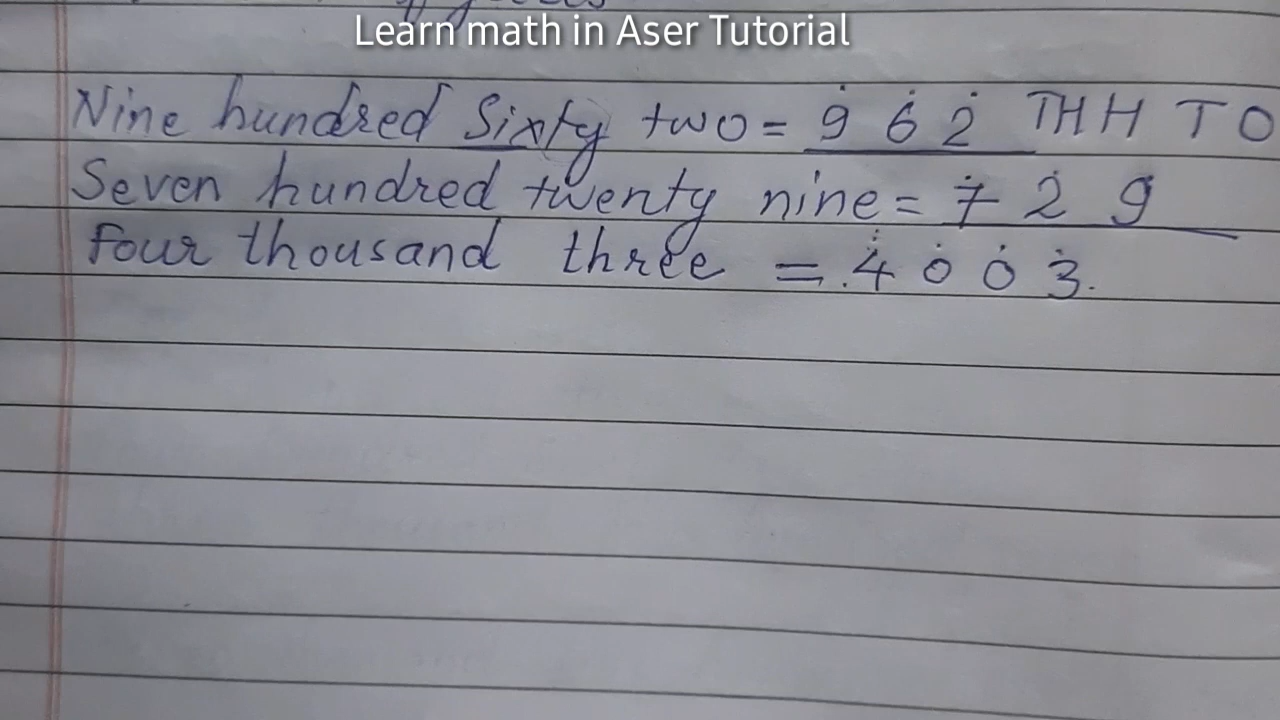 Learn math in Aser Tutorial
Nine hundred Sixty two = 9 6 2 TH H T O
Seven hundred twenty nine = 7 2 9
four thousand three = 4 0 0 3.